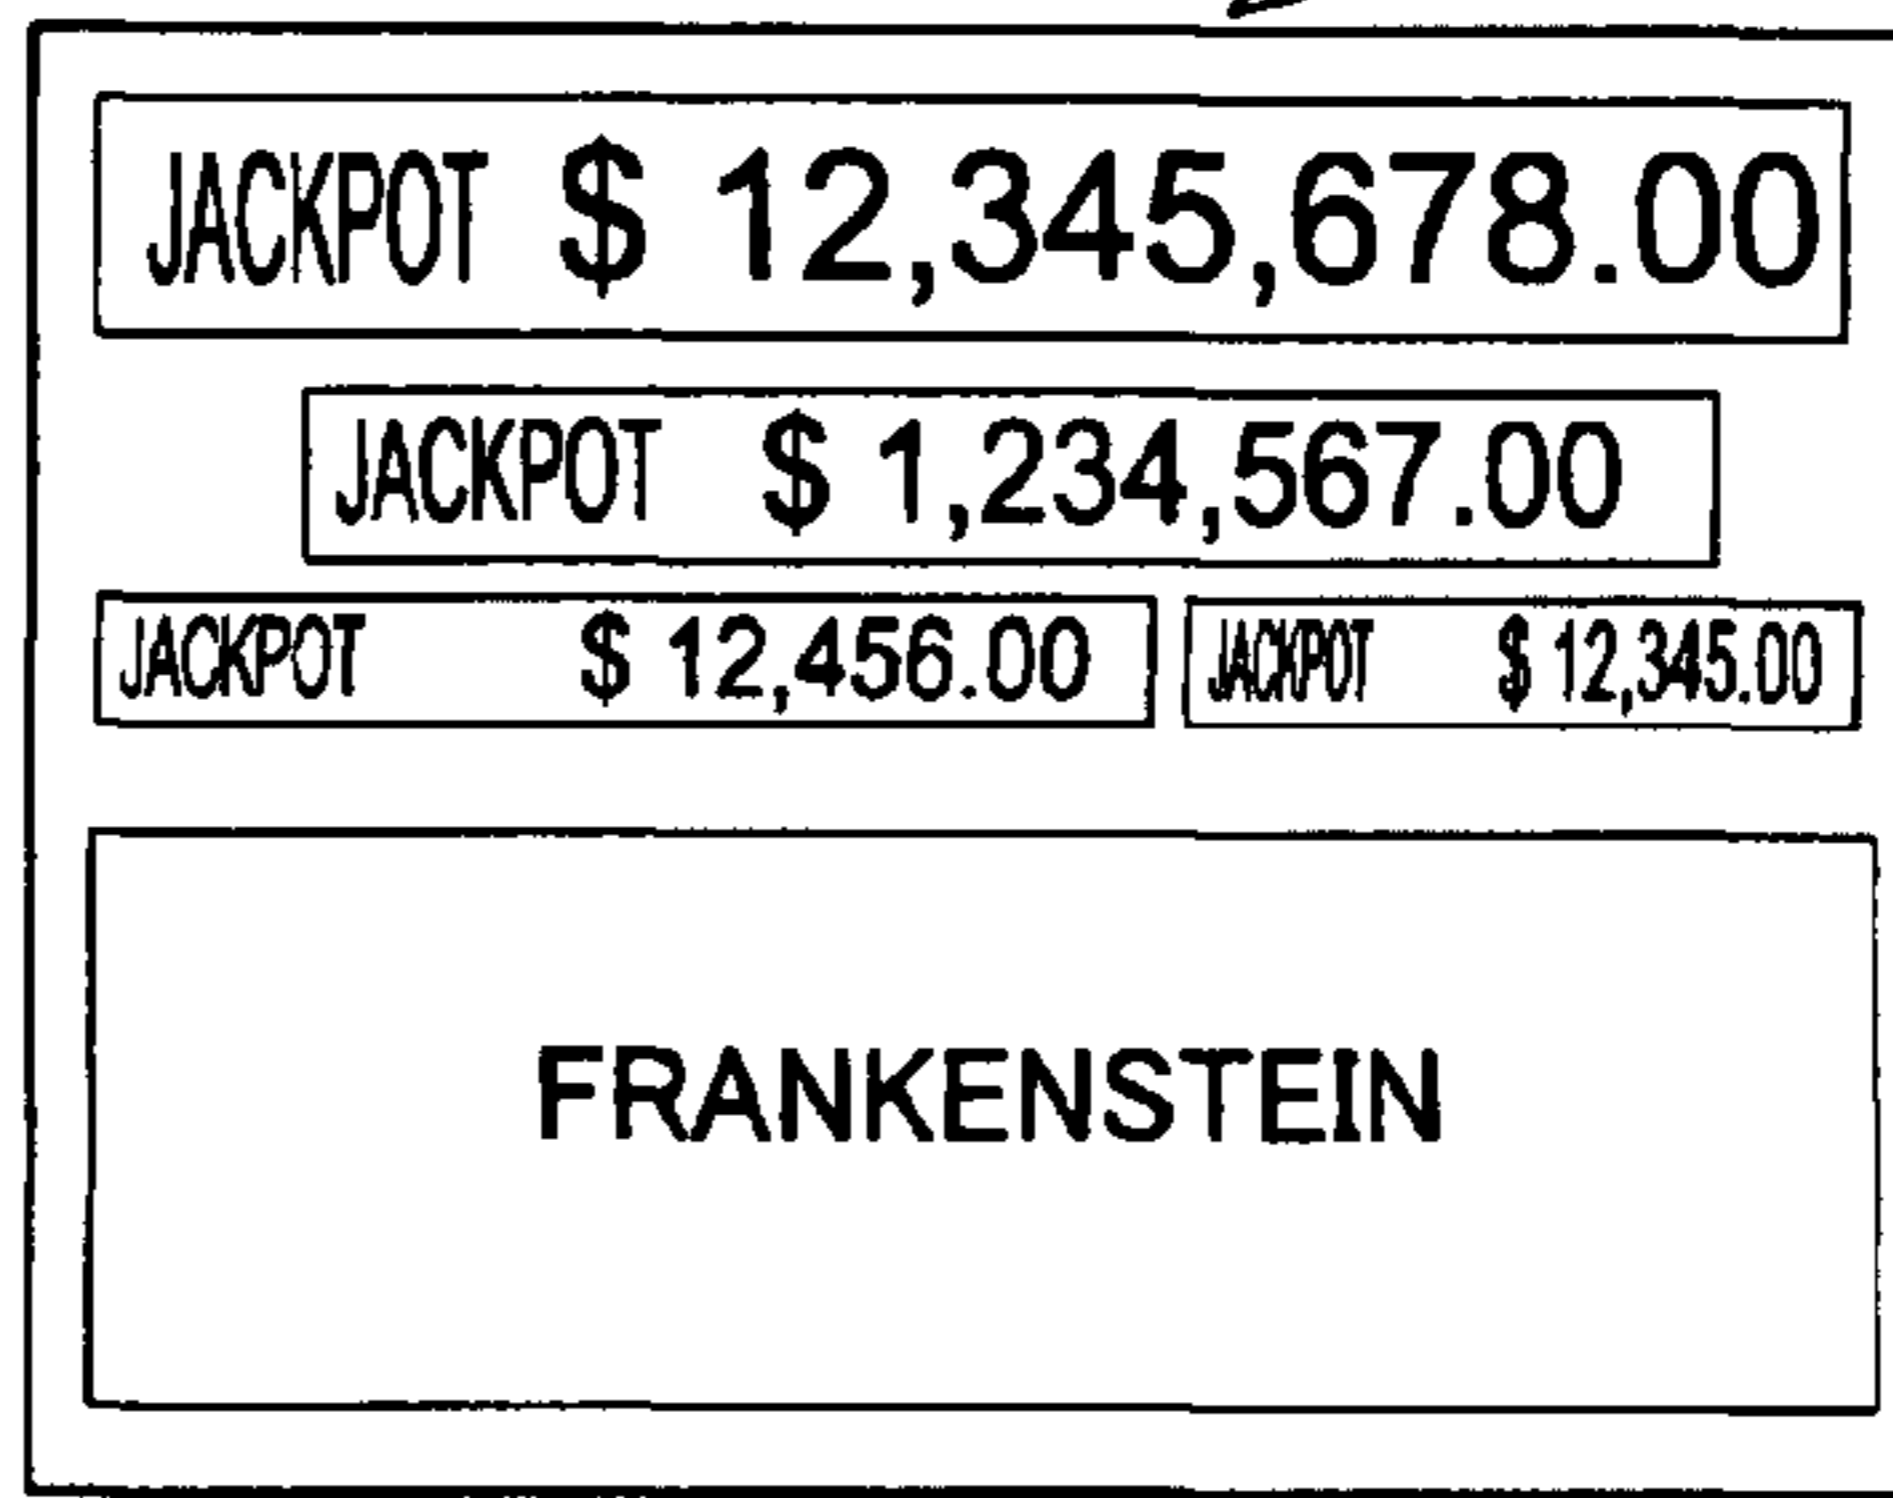 JACKPOT $ 12,345,678.00
JACKPOT $ 1,234,567.00
JACKPOT $ 12,456.00
JACKPOT $ 12,345.00
FRANKENSTEIN